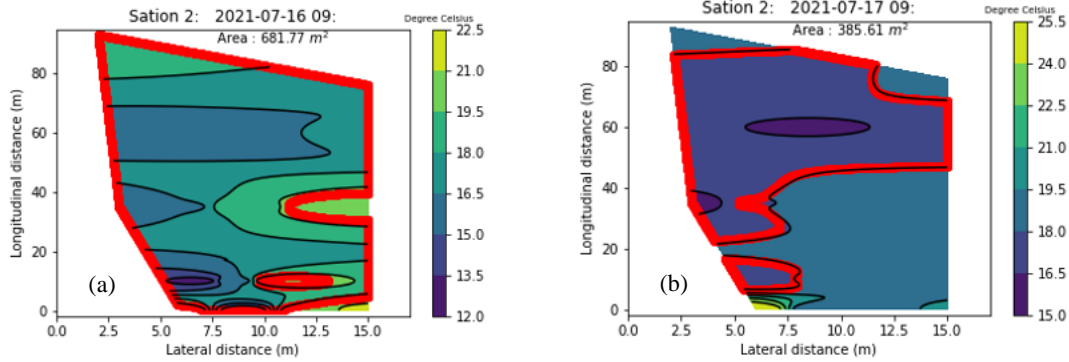 Sation 2: 2021-07-16 09:
Degree Celsius
Area : 681.77 m²
Longitudinal distance (m)
80
60
40
20
0
(a)
0.0 2.5 5.0 7.5 10.0 12.5 15.0
Lateral distance (m)
22.5
21.0
19.5
18.0
16.5
15.0
13.5
12.0
Sation 2: 2021-07-17 09:
Degree Celsius
Area : 385.61 m²
Longitudinal distance (m)
80
60
40
20
0
(b)
0.0 2.5 5.0 7.5 10.0 12.5 15.0
Lateral distance (m)
25.5
24.0
22.5
21.0
19.5
18.0
16.5
15.0